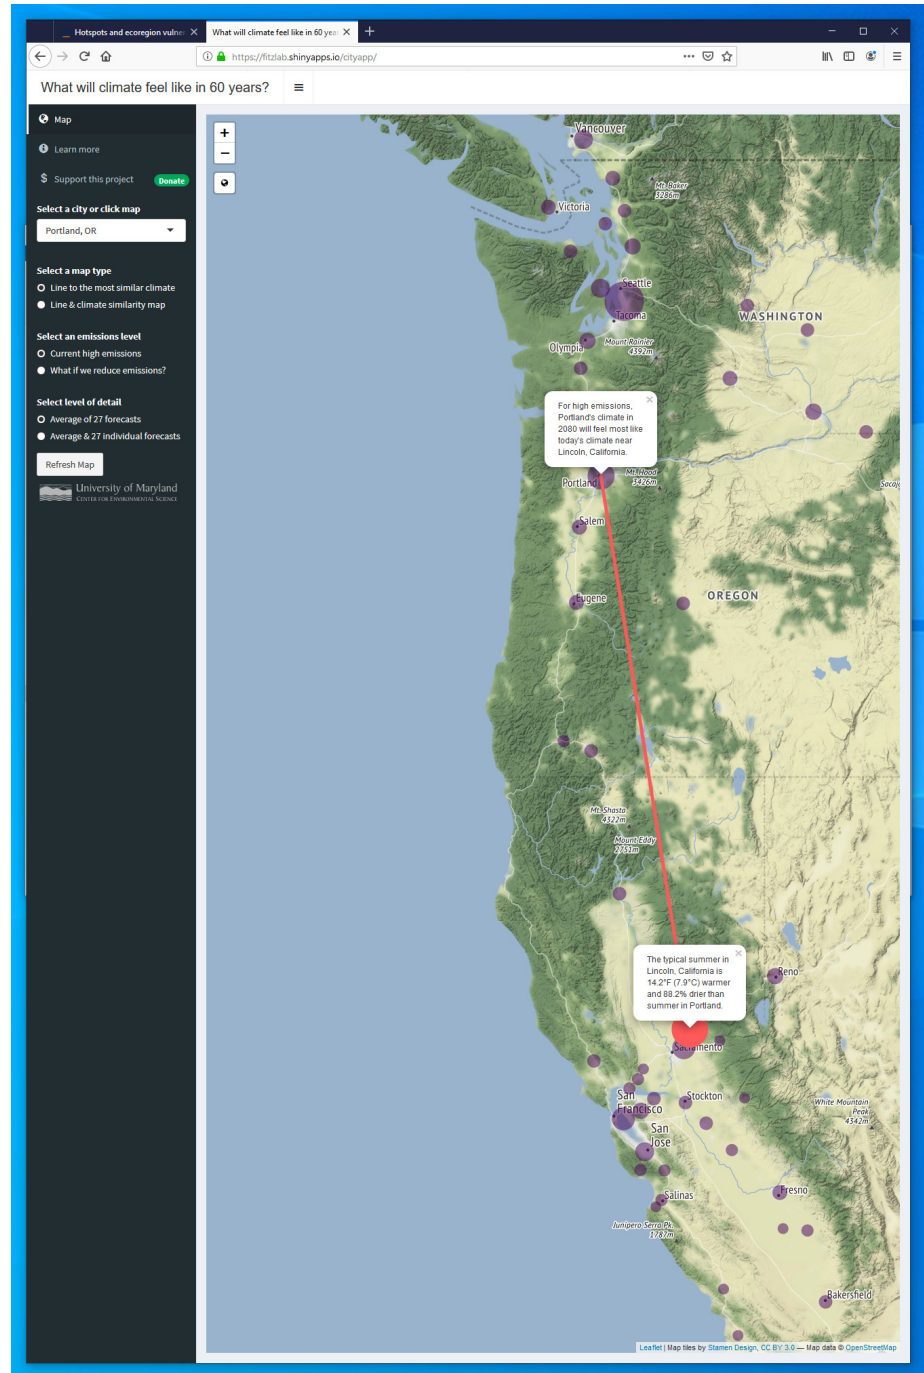 _ Hotspots and ecoregion vulner
What will climate feel like in 60 yea
https://fitzlab.shinyapps.io/cityapp/
What will climate feel like in 60 years?
Map
Learn more
$ Support this project Donate
Select a city or click map
Portland, OR
Select a map type
Line to the most similar climate
Line & climate similarity map
Select an emissions level
Current high emissions
What if we reduce emissions?
Select level of detail
Average of 27 forecasts
Average & 27 individual forecasts
Refresh Map
University of Maryland
Center for Environmental Science
+
−
Vancouver
Mt. Baker
3286m
Victoria
Seattle
WASHINGTON
Tacoma
Olympia
Mount Rainier
4392m
For high emissions,
Portland's climate in
2080 will feel most like
today's climate near
Lincoln, California.
Mt. Hood
3426m
Portland
Sacaje
Salem
Eugene
OREGON
Mt. Shasta
4322m
Mount Eddy
2751m
The typical summer in
Lincoln, California is
14.2°F (7.9°C) warmer
and 88.2% drier than
summer in Portland.
Reno
Sacramento
San
Francisco
Stockton
White Mountain
Peak
4342m
San
Jose
Fresno
Salinas
Junipero Serra Pk.
1787m
Bakersfield
Leaflet | Map tiles by Stamen Design, CC BY 3.0 — Map data © OpenStreetMap